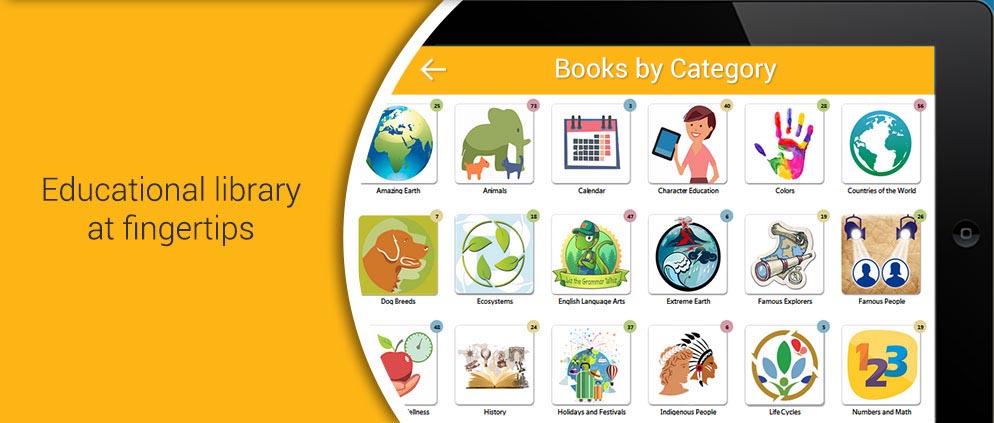 Educational library
at fingertips
Books by Category
25
73
3
40
28
56
Amazing Earth
Animals
Calendar
Character Education
Colors
Countries of the World
7
18
47
6
19
26
Liz the Grammar Whiz
Dog Breeds
Ecosystems
English Language Arts
Extreme Earth
Famous Explorers
Famous People
48
24
37
6
5
19
123
ellness
History
Holidays and Festivals
Indigenous People
Life Cycles
Numbers and Math